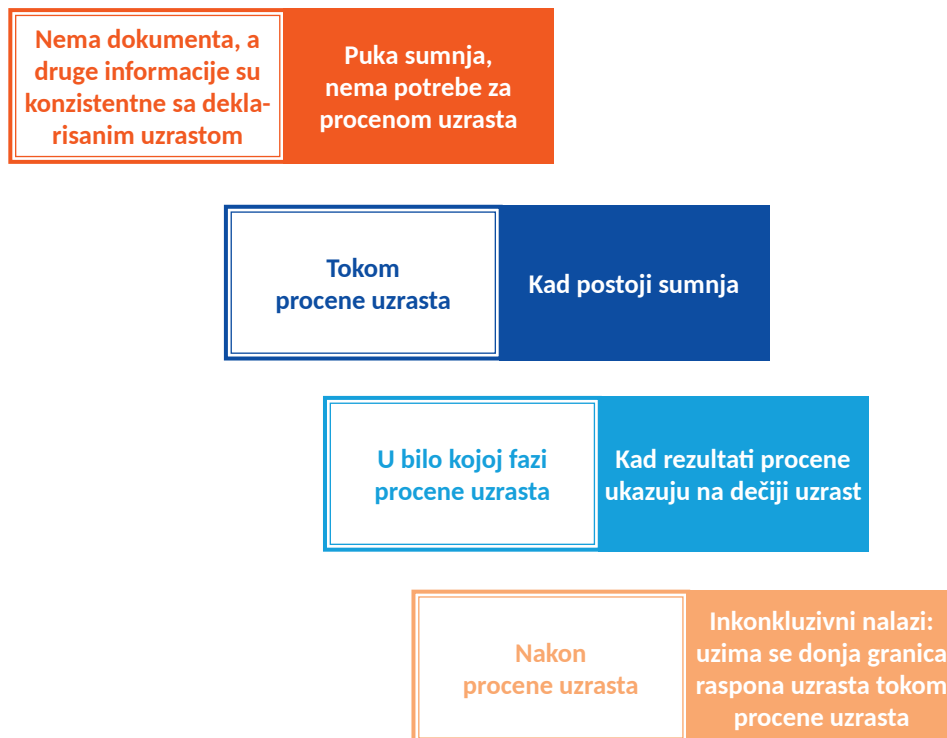 Nema dokumenta, a
druge informacije su
konzistentne sa dekla-
risanim uzrastom
Puka sumnja,
nema potrebe za
procenom uzrasta
Tokom
procene uzrasta
Kad postoji sumnja
U bilo kojoj fazi
procene uzrasta
Kad rezultati procene
ukazuju na dečiji uzrast
Nakon
procene uzrasta
Inkonkluzivni nalazi:
uzima se donja granica
raspona uzrasta tokom
procene uzrasta